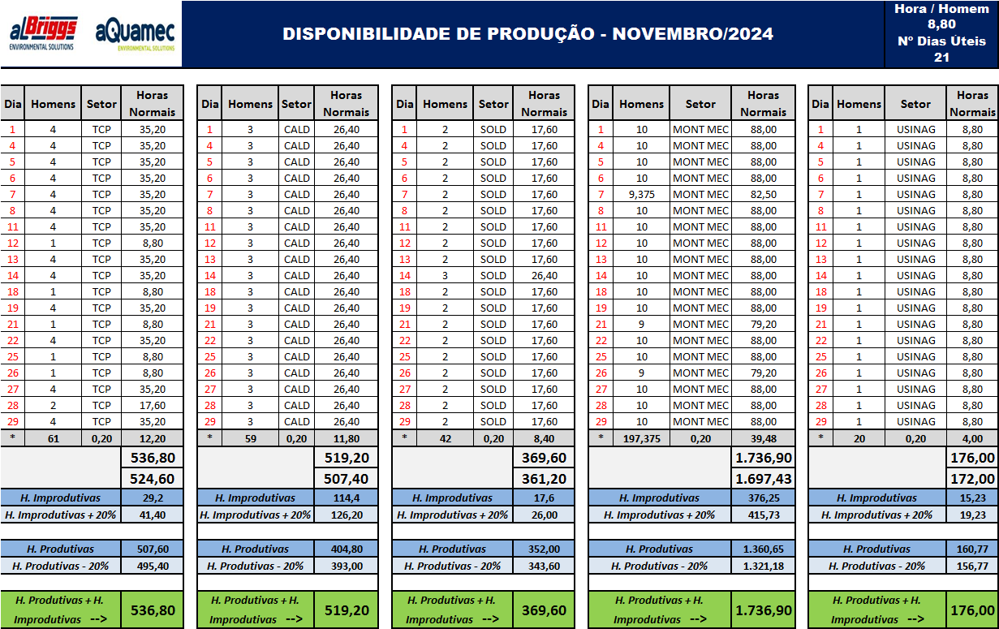 alBriggs
ENVIRONMENTAL SOLUTIONS
aQuamec
ENVIRONMENTAL SOLUTIONS
DISPONIBILIDADE DE PRODUÇÃO - NOVEMBRO/2024
Hora / Homem
8,80
Nº Dias Úteis
21
Dia Homens Setor Horas Normais Dia Homens Setor Horas Normais Dia Homens Setor Horas Normais Dia Homens Setor Horas Normais Dia Homens Setor Horas Normais
1 4 TCP 35,20 1 3 CALD 26,40 1 2 SOLD 17,60 1 10 MONT MEC 88,00 1 1 USINAG 8,80
4 4 TCP 35,20 4 3 CALD 26,40 4 2 SOLD 17,60 4 10 MONT MEC 88,00 4 1 USINAG 8,80
5 4 TCP 35,20 5 3 CALD 26,40 5 2 SOLD 17,60 5 10 MONT MEC 88,00 5 1 USINAG 8,80
6 4 TCP 35,20 6 3 CALD 26,40 6 2 SOLD 17,60 6 10 MONT MEC 88,00 6 1 USINAG 8,80
7 4 TCP 35,20 7 3 CALD 26,40 7 2 SOLD 17,60 7 9,375 MONT MEC 82,50 7 1 USINAG 8,80
8 4 TCP 35,20 8 3 CALD 26,40 8 2 SOLD 17,60 8 10 MONT MEC 88,00 8 1 USINAG 8,80
11 4 TCP 35,20 11 3 CALD 26,40 11 2 SOLD 17,60 11 10 MONT MEC 88,00 11 1 USINAG 8,80
12 1 TCP 8,80 12 3 CALD 26,40 12 2 SOLD 17,60 12 10 MONT MEC 88,00 12 1 USINAG 8,80
13 4 TCP 35,20 13 3 CALD 26,40 13 2 SOLD 17,60 13 10 MONT MEC 88,00 13 1 USINAG 8,80
14 4 TCP 35,20 14 3 CALD 26,40 14 3 SOLD 26,40 14 10 MONT MEC 88,00 14 1 USINAG 8,80
18 1 TCP 8,80 18 3 CALD 26,40 18 2 SOLD 17,60 18 10 MONT MEC 88,00 18 1 USINAG 8,80
19 4 TCP 35,20 19 3 CALD 26,40 19 2 SOLD 17,60 19 10 MONT MEC 88,00 19 1 USINAG 8,80
21 1 TCP 8,80 21 3 CALD 26,40 21 2 SOLD 17,60 21 9 MONT MEC 79,20 21 1 USINAG 8,80
22 4 TCP 35,20 22 3 CALD 26,40 22 2 SOLD 17,60 22 10 MONT MEC 88,00 22 1 USINAG 8,80
25 1 TCP 8,80 25 3 CALD 26,40 25 2 SOLD 17,60 25 10 MONT MEC 88,00 25 1 USINAG 8,80
26 1 TCP 8,80 26 3 CALD 26,40 26 2 SOLD 17,60 26 9 MONT MEC 79,20 26 1 USINAG 8,80
27 4 TCP 35,20 27 3 CALD 26,40 27 2 SOLD 17,60 27 10 MONT MEC 88,00 27 1 USINAG 8,80
28 2 TCP 17,60 28 3 CALD 26,40 28 2 SOLD 17,60 28 10 MONT MEC 88,00 28 1 USINAG 8,80
29 4 TCP 35,20 29 3 CALD 26,40 29 2 SOLD 17,60 29 10 MONT MEC 88,00 29 1 USINAG 8,80
* 61 0,20 12,20 * 59 0,20 11,80 * 42 0,20 8,40 * 197,375 0,20 39,48 * 20 0,20 4,00
536,80 519,20 369,60 1.736,90 176,00
524,60 507,40 361,20 1.697,43 172,00
H. Improdutivas 29,2 H. Improdutivas 114,4 H. Improdutivas 17,6 H. Improdutivas 376,25 H. Improdutivas 15,23
H. Improdutivas + 20% 41,40 H. Improdutivas + 20% 126,20 H. Improdutivas + 20% 26,00 H. Improdutivas + 20% 415,73 H. Improdutivas + 20% 19,23
H. Produtivas 507,60 H. Produtivas 404,80 H. Produtivas 352,00 H. Produtivas 1.360,65 H. Produtivas 160,77
H. Produtivas - 20% 495,40 H. Produtivas - 20% 393,00 H. Produtivas - 20% 343,60 H. Produtivas - 20% 1.321,18 H. Produtivas - 20% 156,77
H. Produtivas + H. H. Produtivas + H. H. Produtivas + H. H. Produtivas + H. H. Produtivas + H.
Improdutivas --> 536,80 Improdutivas --> 519,20 Improdutivas --> 369,60 Improdutivas --> 1.736,90 Improdutivas --> 176,00